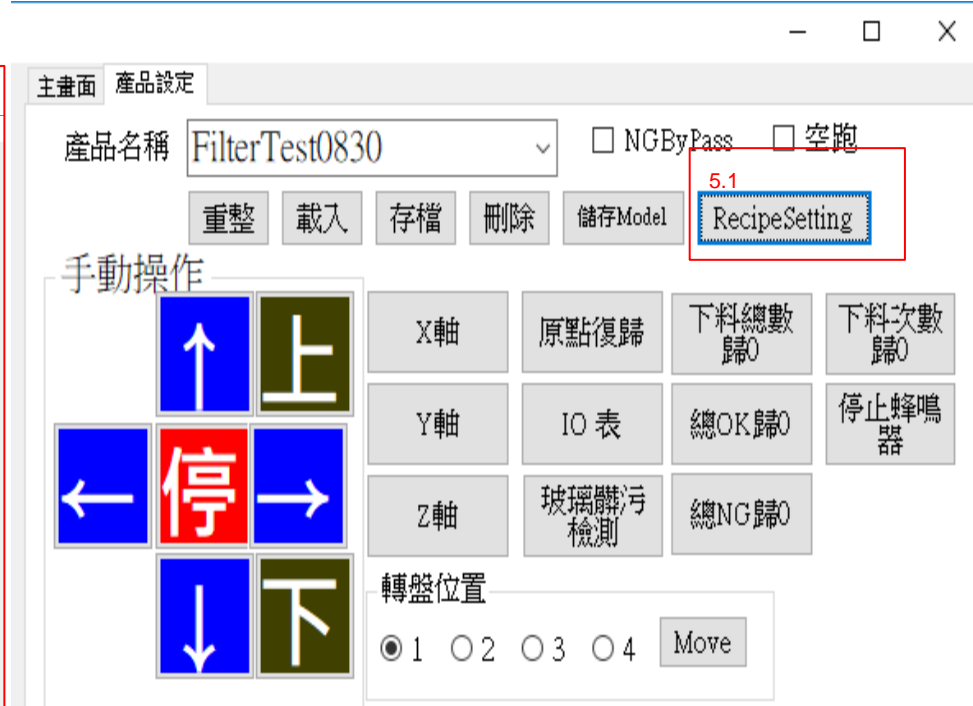 主畫面 產品設定
產品名稱 FilterTest0830 NGByPass 空跑
5.1
重整 載入 存檔 刪除 儲存Model RecipeSetting
手動操作
↑ 上
← 停 →
↓ 下
X軸 原點復歸 下料總數歸0 下料次數歸0
Y軸 IO 表 總OK歸0 停止蜂鳴器
Z軸 玻璃髒污檢測 總NG歸0
轉盤位置
1 2 3 4 Move